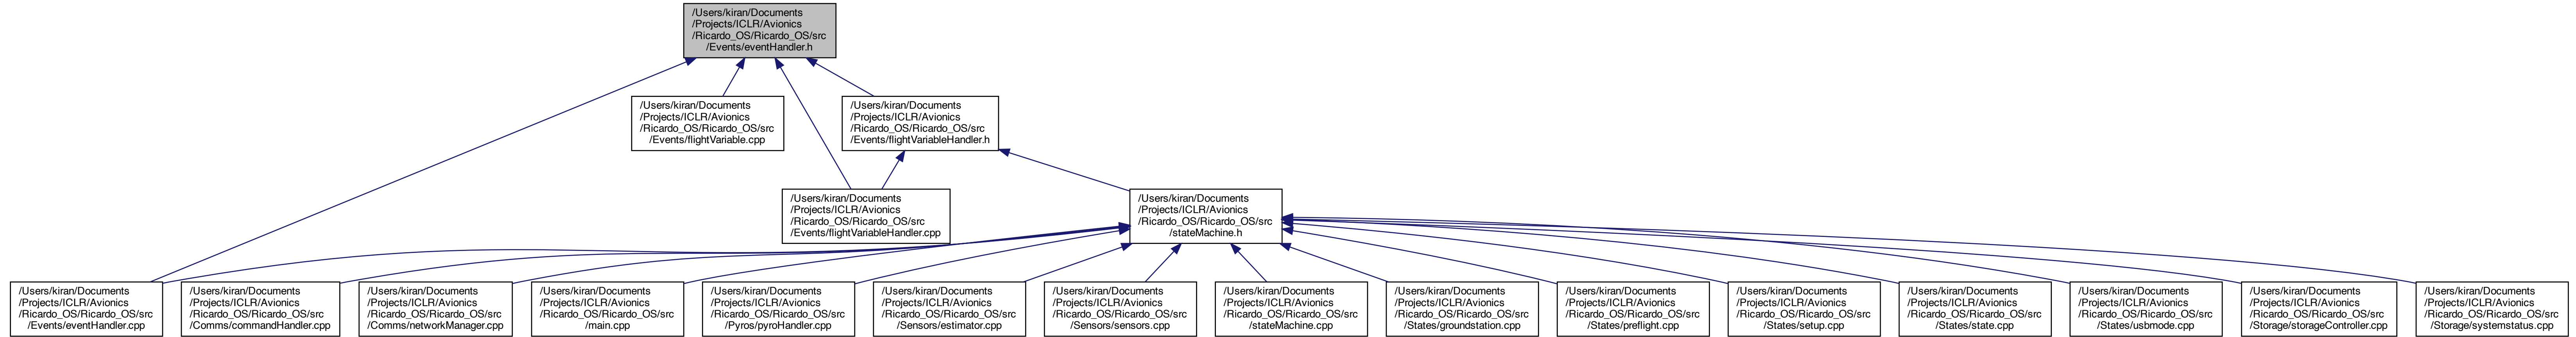 /Users/kiran/Documents
/Projects/ICLR/Avionics
/Ricardo_OS/Ricardo_OS/src
/Events/eventHandler.h
/Users/kiran/Documents
/Projects/ICLR/Avionics
/Ricardo_OS/Ricardo_OS/src
/Events/flightVariable.cpp
/Users/kiran/Documents
/Projects/ICLR/Avionics
/Ricardo_OS/Ricardo_OS/src
/Events/flightVariableHandler.h
/Users/kiran/Documents
/Projects/ICLR/Avionics
/Ricardo_OS/Ricardo_OS/src
/Events/flightVariableHandler.cpp
/Users/kiran/Documents
/Projects/ICLR/Avionics
/Ricardo_OS/Ricardo_OS/src
/stateMachine.h
/Users/kiran/Documents
/Projects/ICLR/Avionics
/Ricardo_OS/Ricardo_OS/src
/Events/eventHandler.cpp
/Users/kiran/Documents
/Projects/ICLR/Avionics
/Ricardo_OS/Ricardo_OS/src
/Comms/commandHandler.cpp
/Users/kiran/Documents
/Projects/ICLR/Avionics
/Ricardo_OS/Ricardo_OS/src
/Comms/networkManager.cpp
/Users/kiran/Documents
/Projects/ICLR/Avionics
/Ricardo_OS/Ricardo_OS/src
/main.cpp
/Users/kiran/Documents
/Projects/ICLR/Avionics
/Ricardo_OS/Ricardo_OS/src
/Pyros/pyroHandler.cpp
/Users/kiran/Documents
/Projects/ICLR/Avionics
/Ricardo_OS/Ricardo_OS/src
/Sensors/estimator.cpp
/Users/kiran/Documents
/Projects/ICLR/Avionics
/Ricardo_OS/Ricardo_OS/src
/Sensors/sensors.cpp
/Users/kiran/Documents
/Projects/ICLR/Avionics
/Ricardo_OS/Ricardo_OS/src
/stateMachine.cpp
/Users/kiran/Documents
/Projects/ICLR/Avionics
/Ricardo_OS/Ricardo_OS/src
/States/groundstation.cpp
/Users/kiran/Documents
/Projects/ICLR/Avionics
/Ricardo_OS/Ricardo_OS/src
/States/preflight.cpp
/Users/kiran/Documents
/Projects/ICLR/Avionics
/Ricardo_OS/Ricardo_OS/src
/States/setup.cpp
/Users/kiran/Documents
/Projects/ICLR/Avionics
/Ricardo_OS/Ricardo_OS/src
/States/state.cpp
/Users/kiran/Documents
/Projects/ICLR/Avionics
/Ricardo_OS/Ricardo_OS/src
/States/usbmode.cpp
/Users/kiran/Documents
/Projects/ICLR/Avionics
/Ricardo_OS/Ricardo_OS/src
/Storage/storageController.cpp
/Users/kiran/Documents
/Projects/ICLR/Avionics
/Ricardo_OS/Ricardo_OS/src
/Storage/systemstatus.cpp